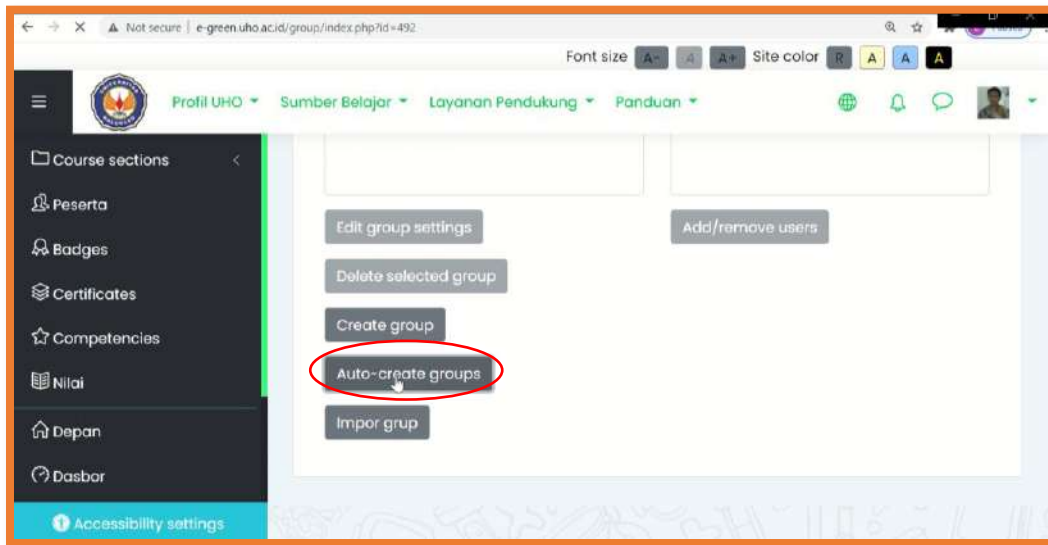 Not secure | e-green.uho.ac.id/group/index.php?id=492
Font size A- A A+ Site color R A A A
Profil UHO Sumber Belajar Layanan Pendukung Panduan
Course sections
Peserta
Edit group settings Add/remove users
Badges
Delete selected group
Certificates
Create group
Competencies
Auto-create groups
Nilai
Impor grup
Depan
Dasbor
Accessibility settings